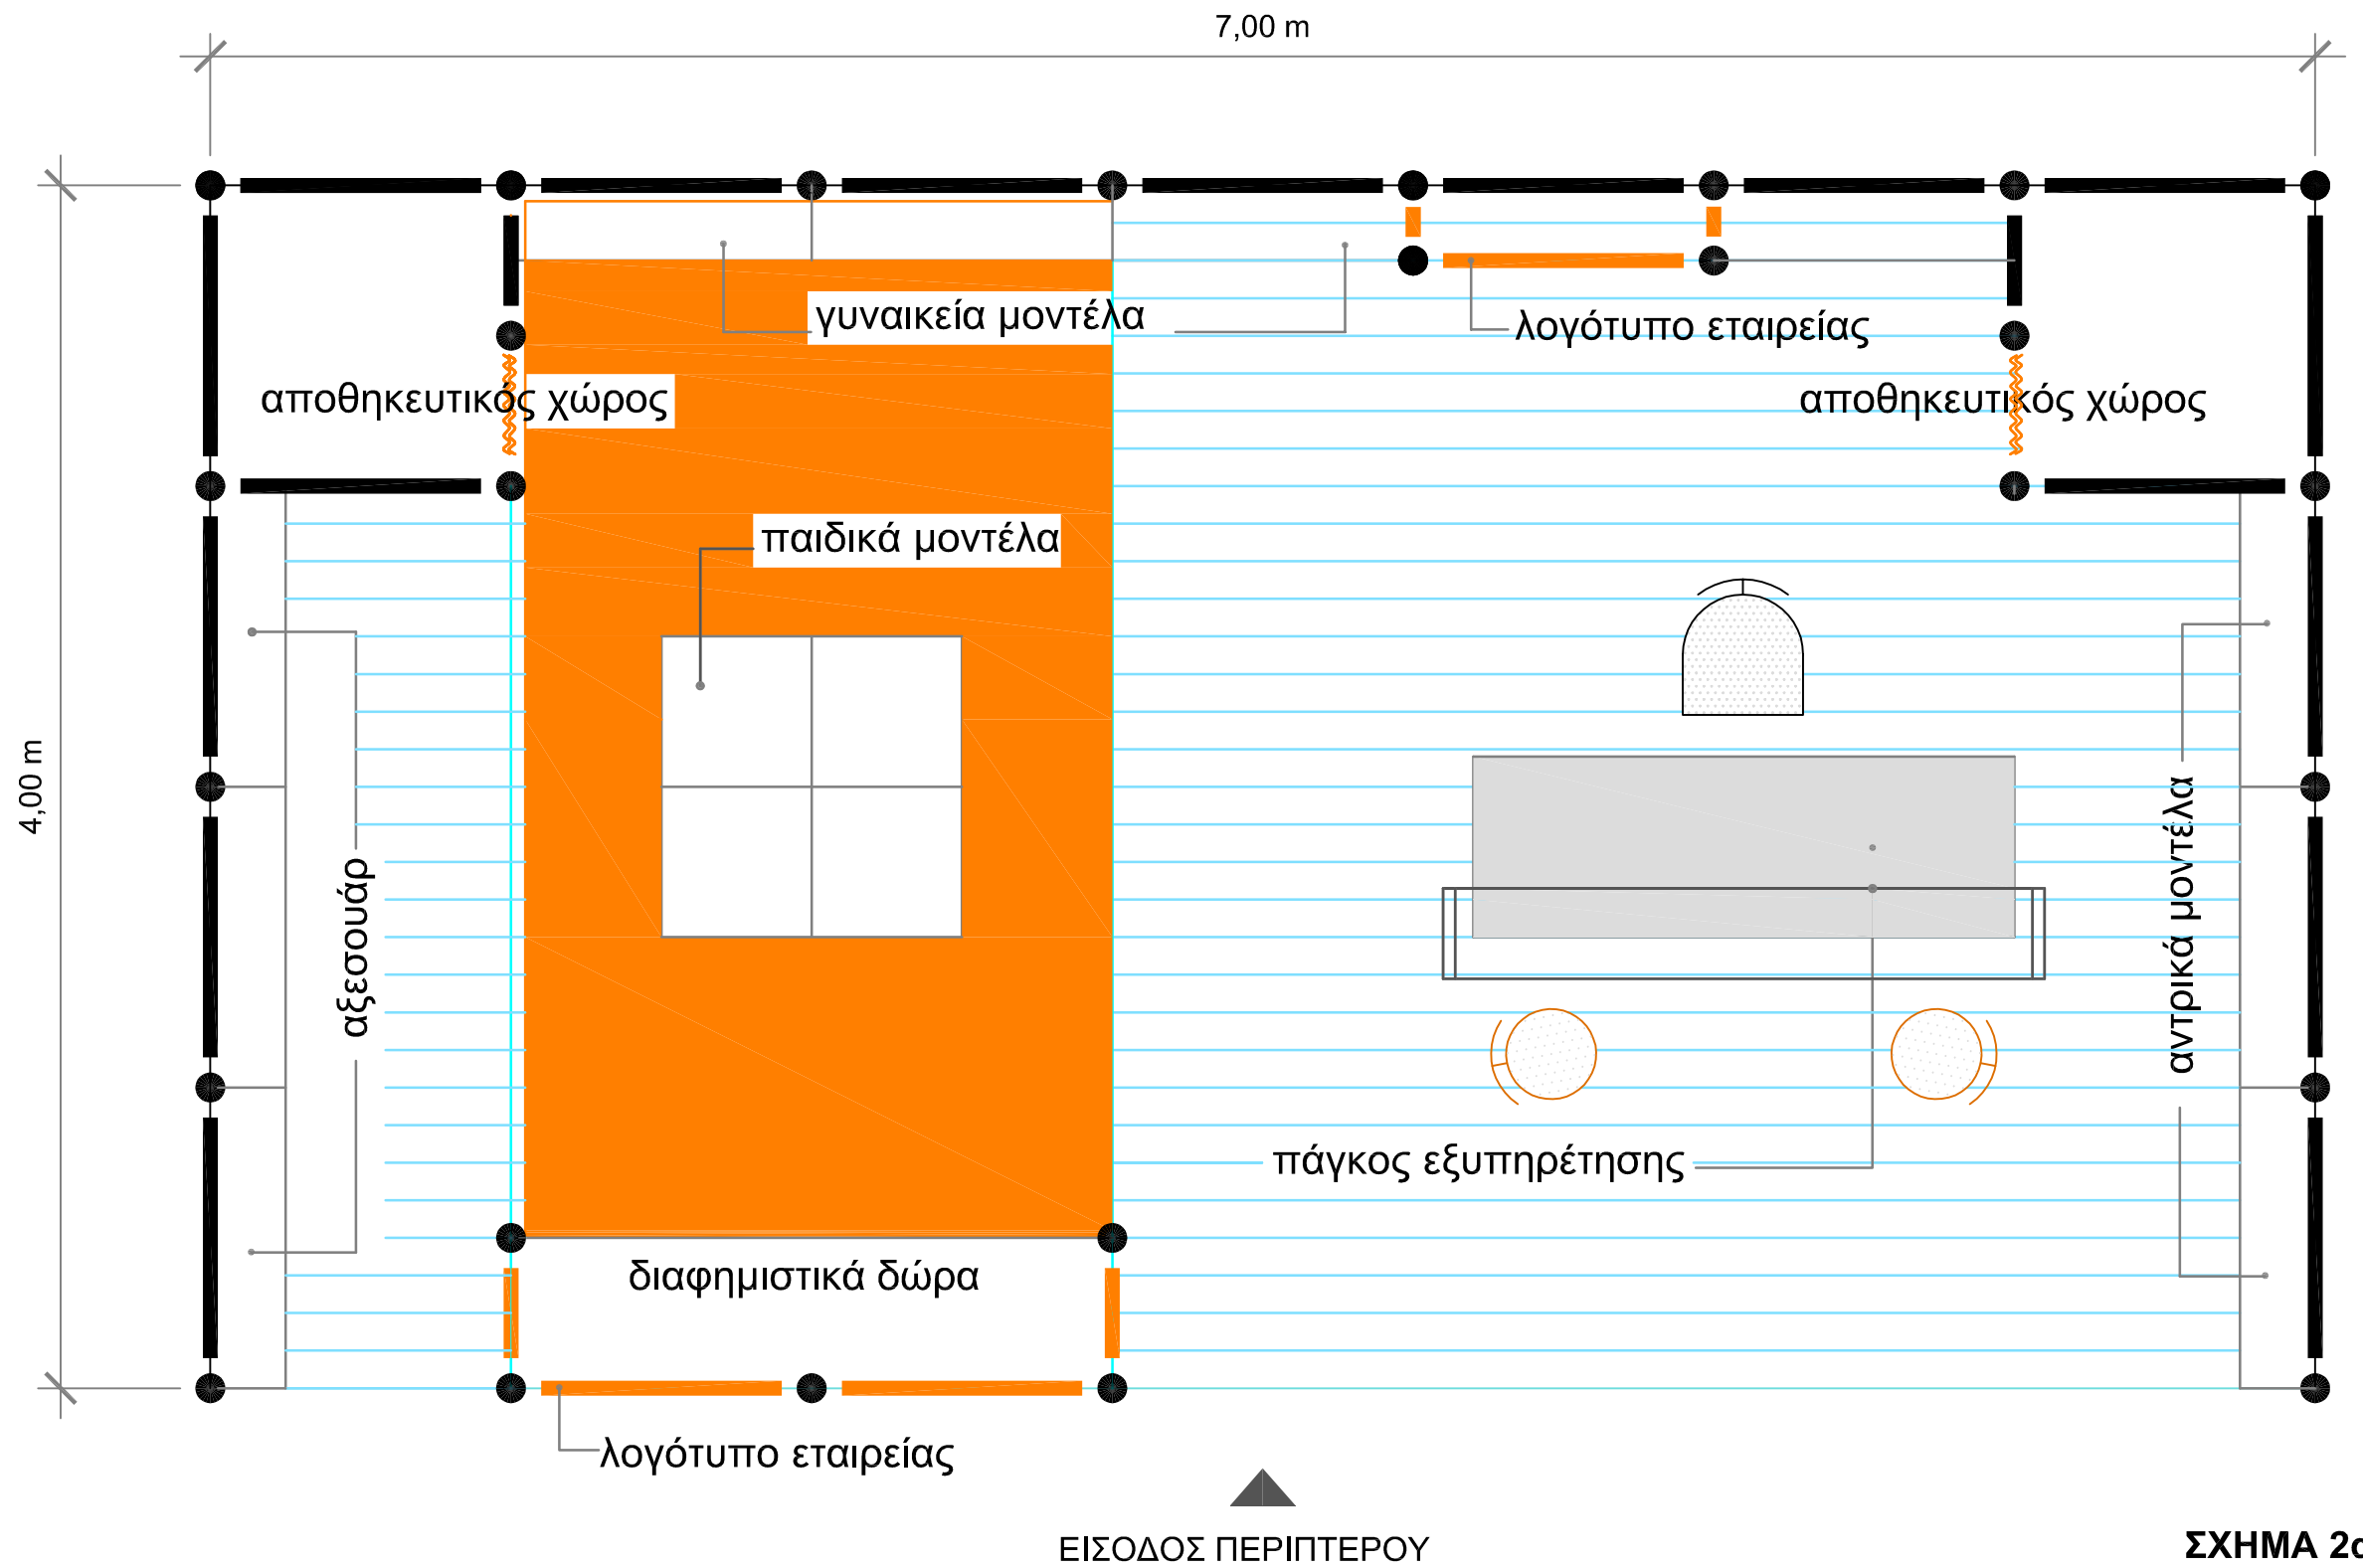 7,00 m
γυναικεία μοντέλα
λογότυπο εταιρείας
αποθηκευτικός χώρος
αποθηκευτικός χώρος
παιδικά μοντέλα
4,00 m
αξεσουάρ
αντρικά μοντέλα
πάγκος εξυπηρέτησης
διαφημιστικά δώρα
λογότυπο εταιρείας
ΕΙΣΟΔΟΣ ΠΕΡΙΠΤΕΡΟΥ
ΣΧΗΜΑ